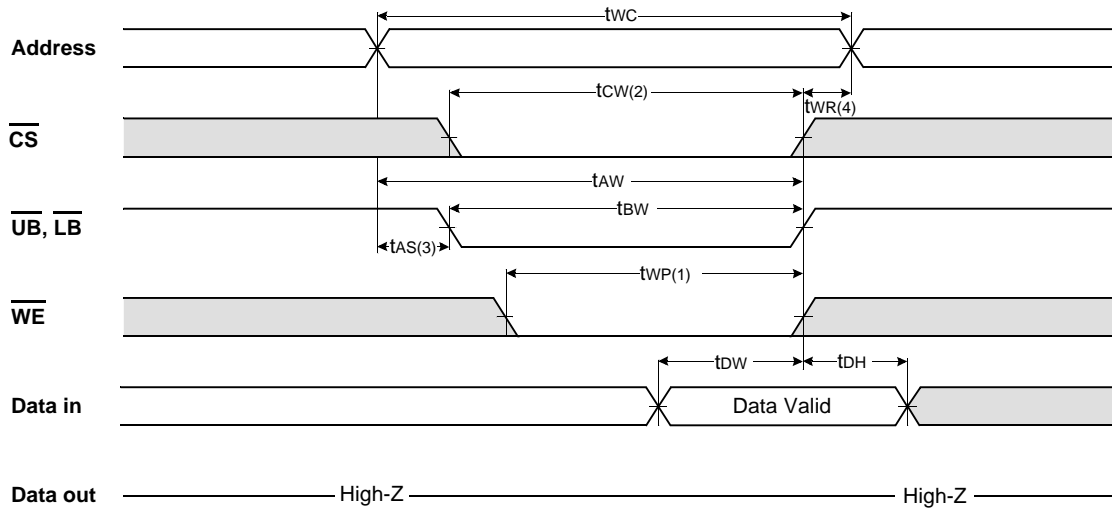 tWC
Address
tCW(2)
tWR(4)
CS
tAW
UB, LB
tBW
tAS(3)
tWP(1)
WE
tDW
tDH
Data in
Data Valid
Data out
High-Z
High-Z